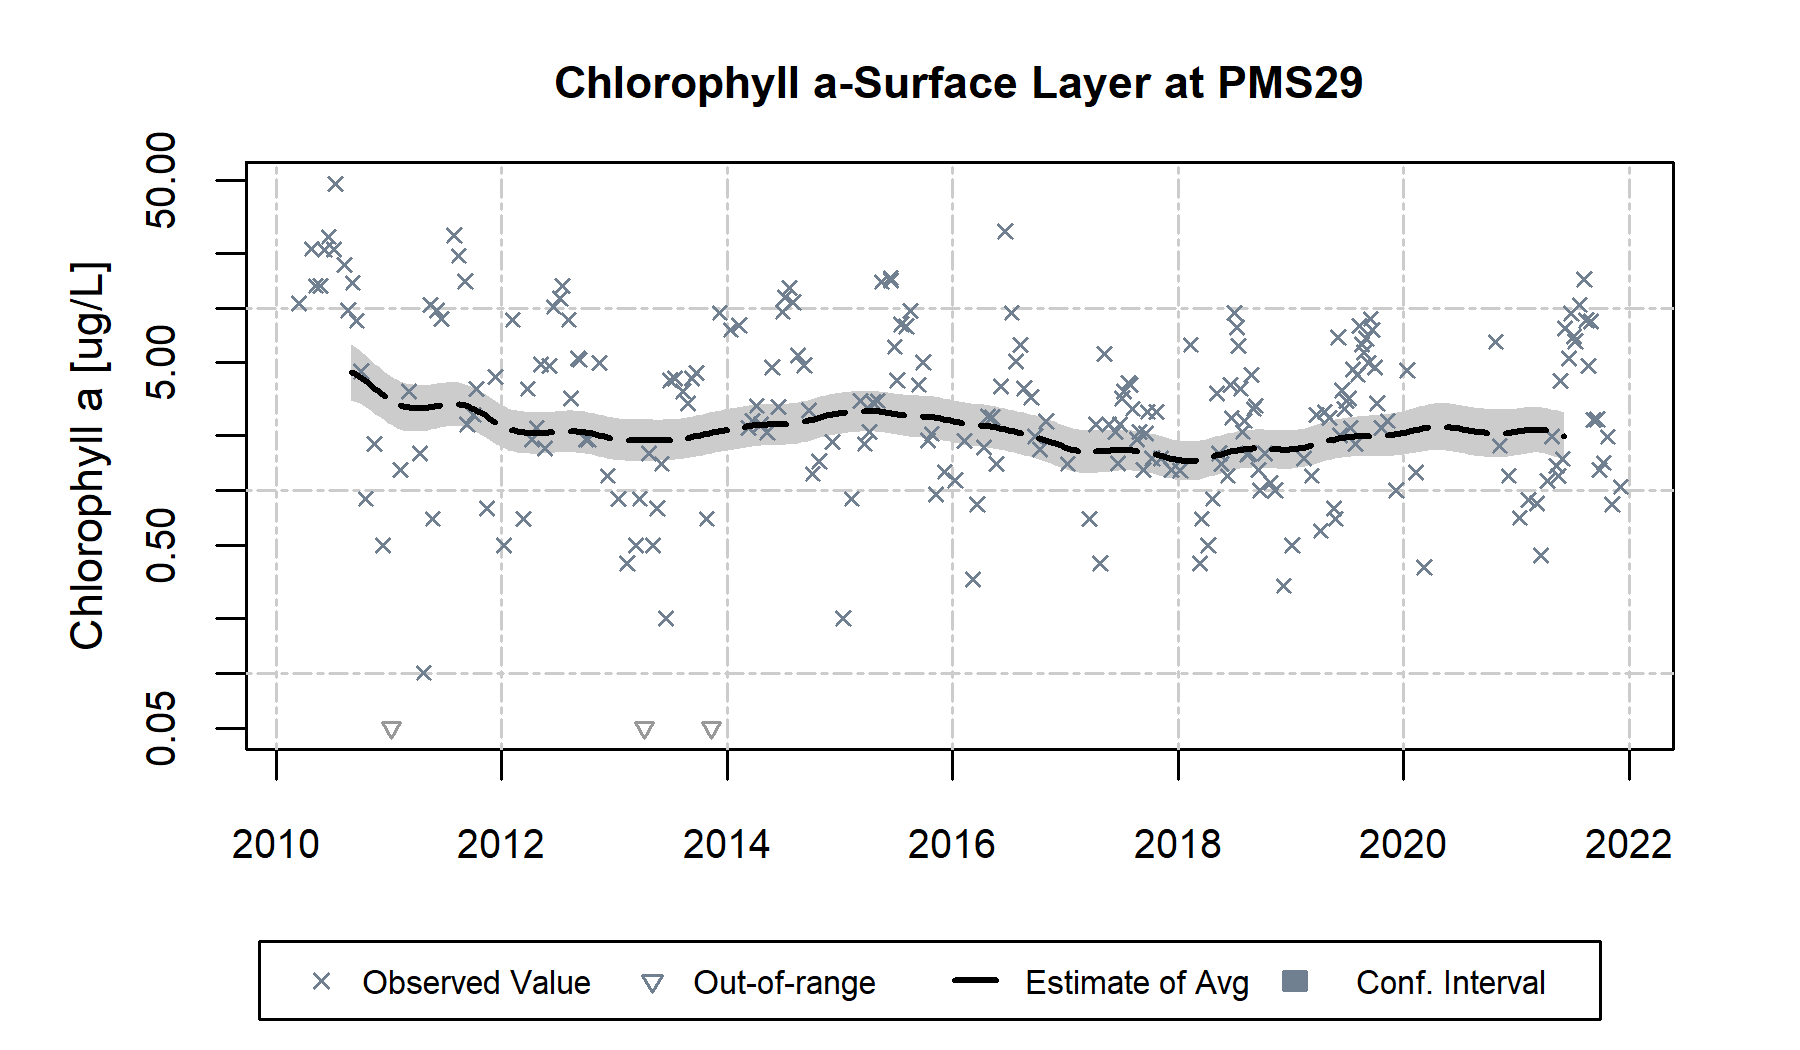 Chlorophyll a-Surface Layer at PMS29
Chlorophyll a [ug/L]
50.00
5.00
0.50
0.05
2010 2012 2014 2016 2018 2020 2022
Observed Value Out-of-range Estimate of Avg Conf. Interval